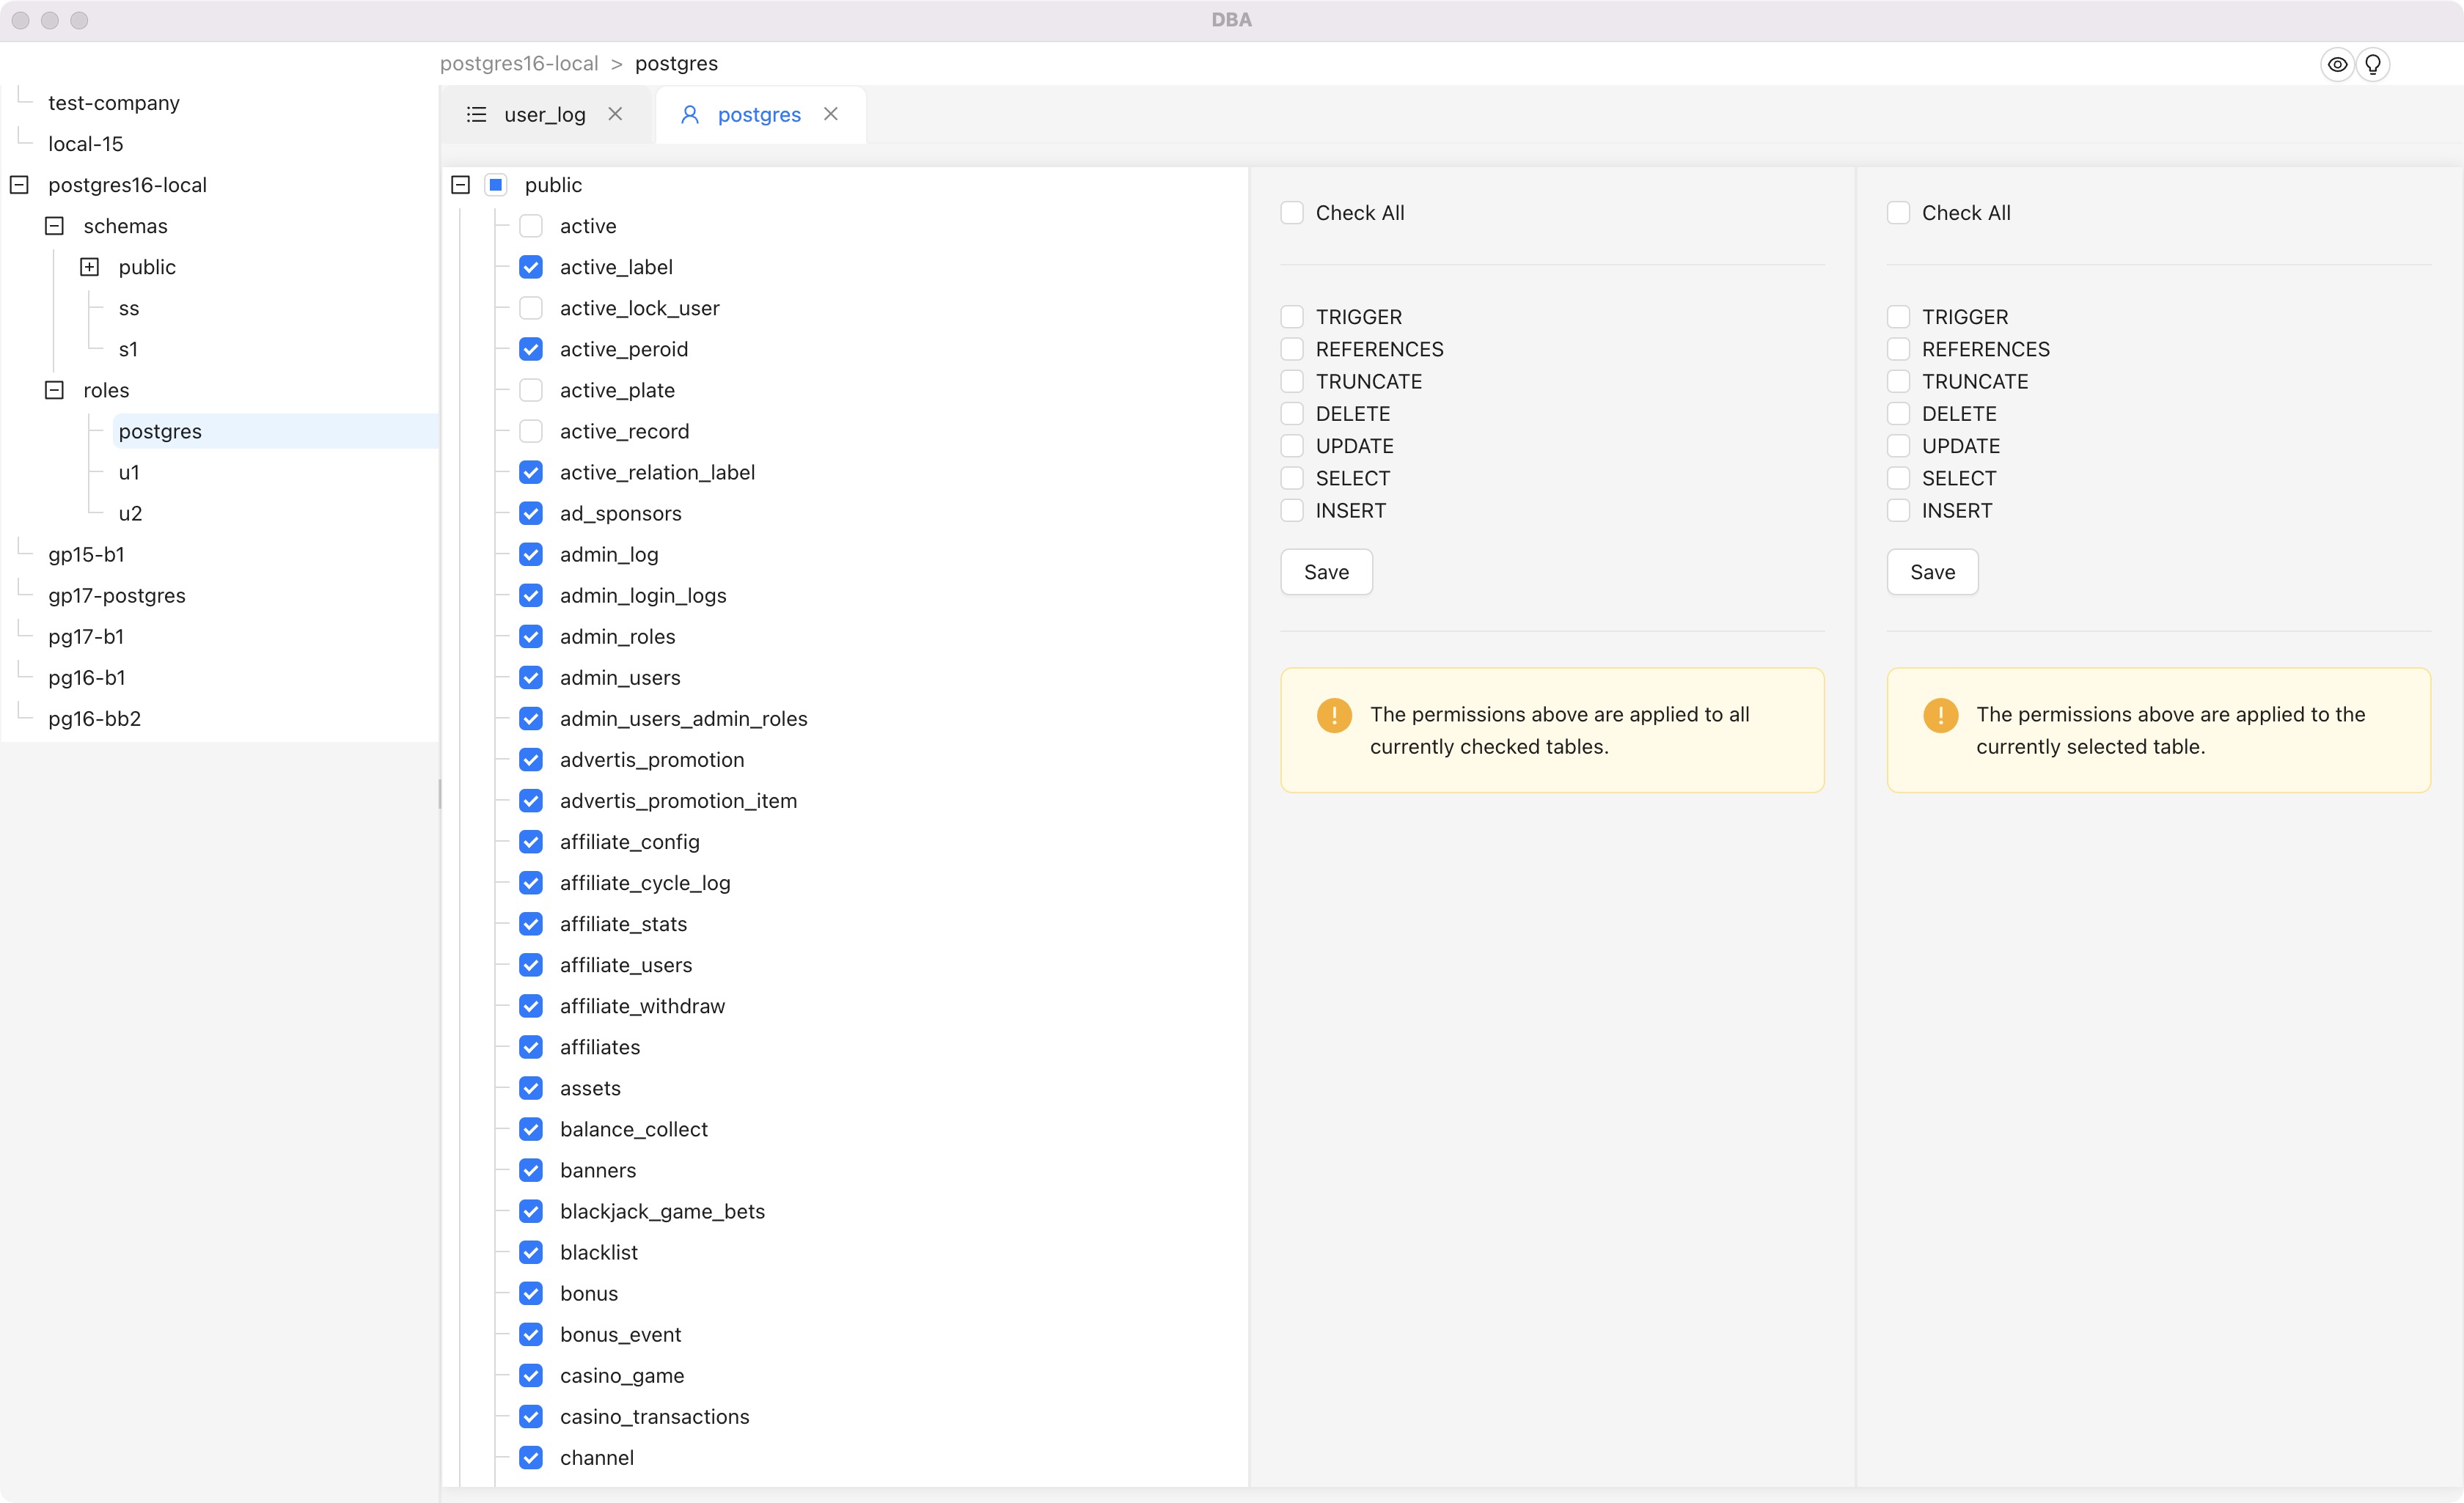 DBA
postgres16-local > postgres
test-company
local-15
postgres16-local
schemas
public
ss
s1
roles
postgres
u1
u2
gp15-b1
gp17-postgres
pg17-b1
pg16-b1
pg16-bb2
user_log
postgres
public
active
active_label
active_lock_user
active_peroid
active_plate
active_record
active_relation_label
ad_sponsors
admin_log
admin_login_logs
admin_roles
admin_users
admin_users_admin_roles
advertis_promotion
advertis_promotion_item
affiliate_config
affiliate_cycle_log
affiliate_stats
affiliate_users
affiliate_withdraw
affiliates
assets
balance_collect
banners
blackjack_game_bets
blacklist
bonus
bonus_event
casino_game
casino_transactions
channel
Check All
TRIGGER
REFERENCES
TRUNCATE
DELETE
UPDATE
SELECT
INSERT
Save
The permissions above are applied to all
currently checked tables.
Check All
TRIGGER
REFERENCES
TRUNCATE
DELETE
UPDATE
SELECT
INSERT
Save
The permissions above are applied to the
currently selected table.